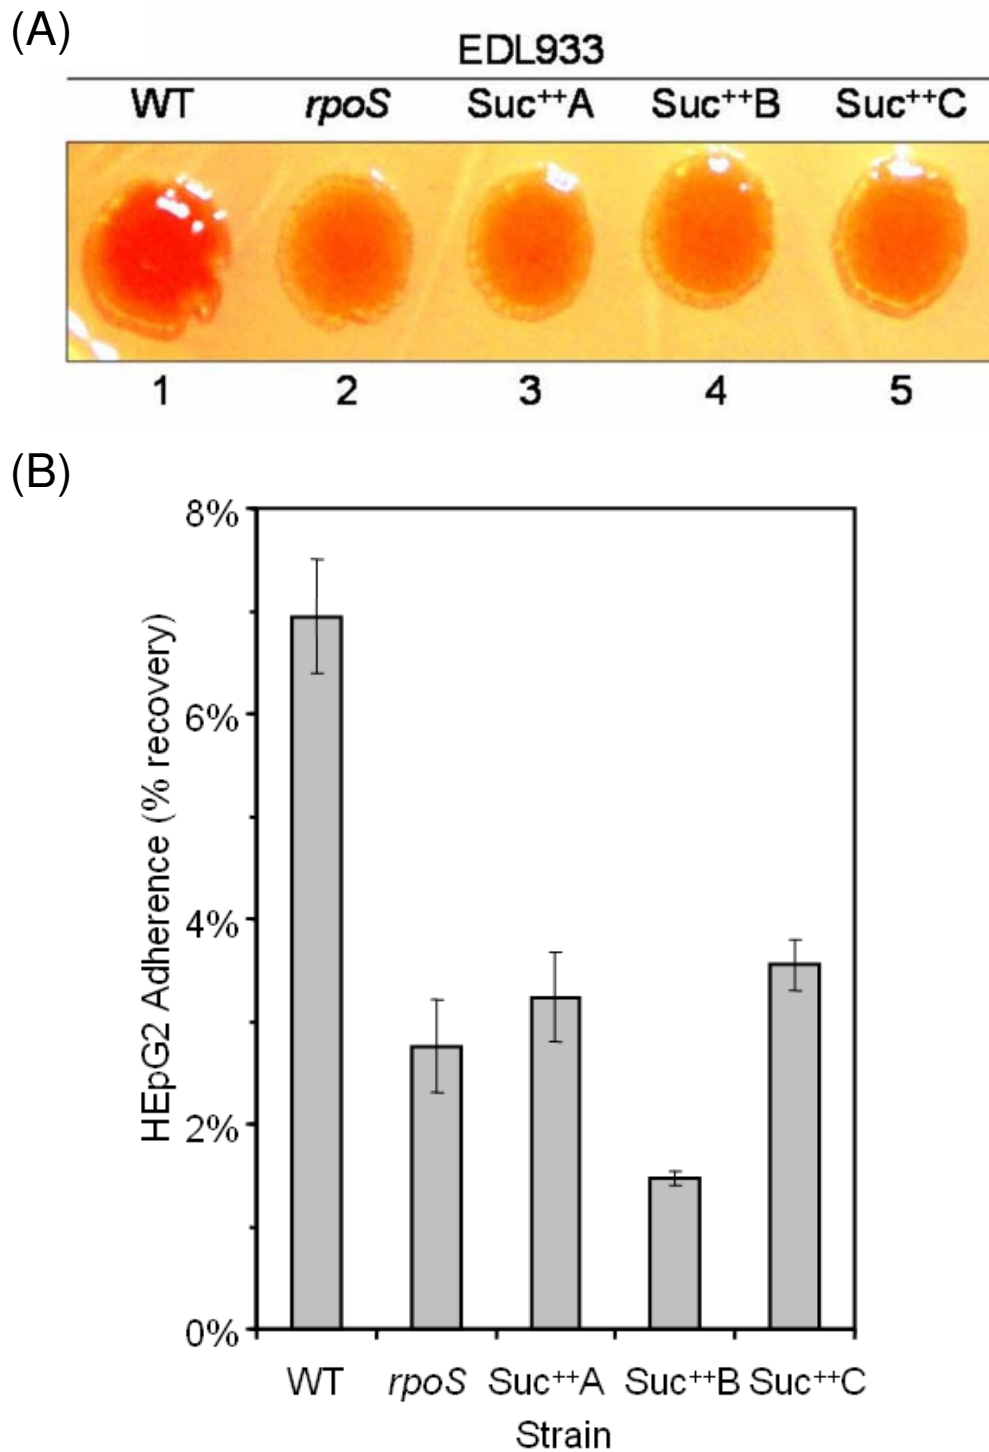 (A)
EDL933
WT rpoS Suc⁺⁺A Suc⁺⁺B Suc⁺⁺C
1 2 3 4 5
(B)
8%
6%
4%
2%
0%
HEpG2 Adherence (% recovery)
WT rpoS Suc⁺⁺A Suc⁺⁺B Suc⁺⁺C
Strain